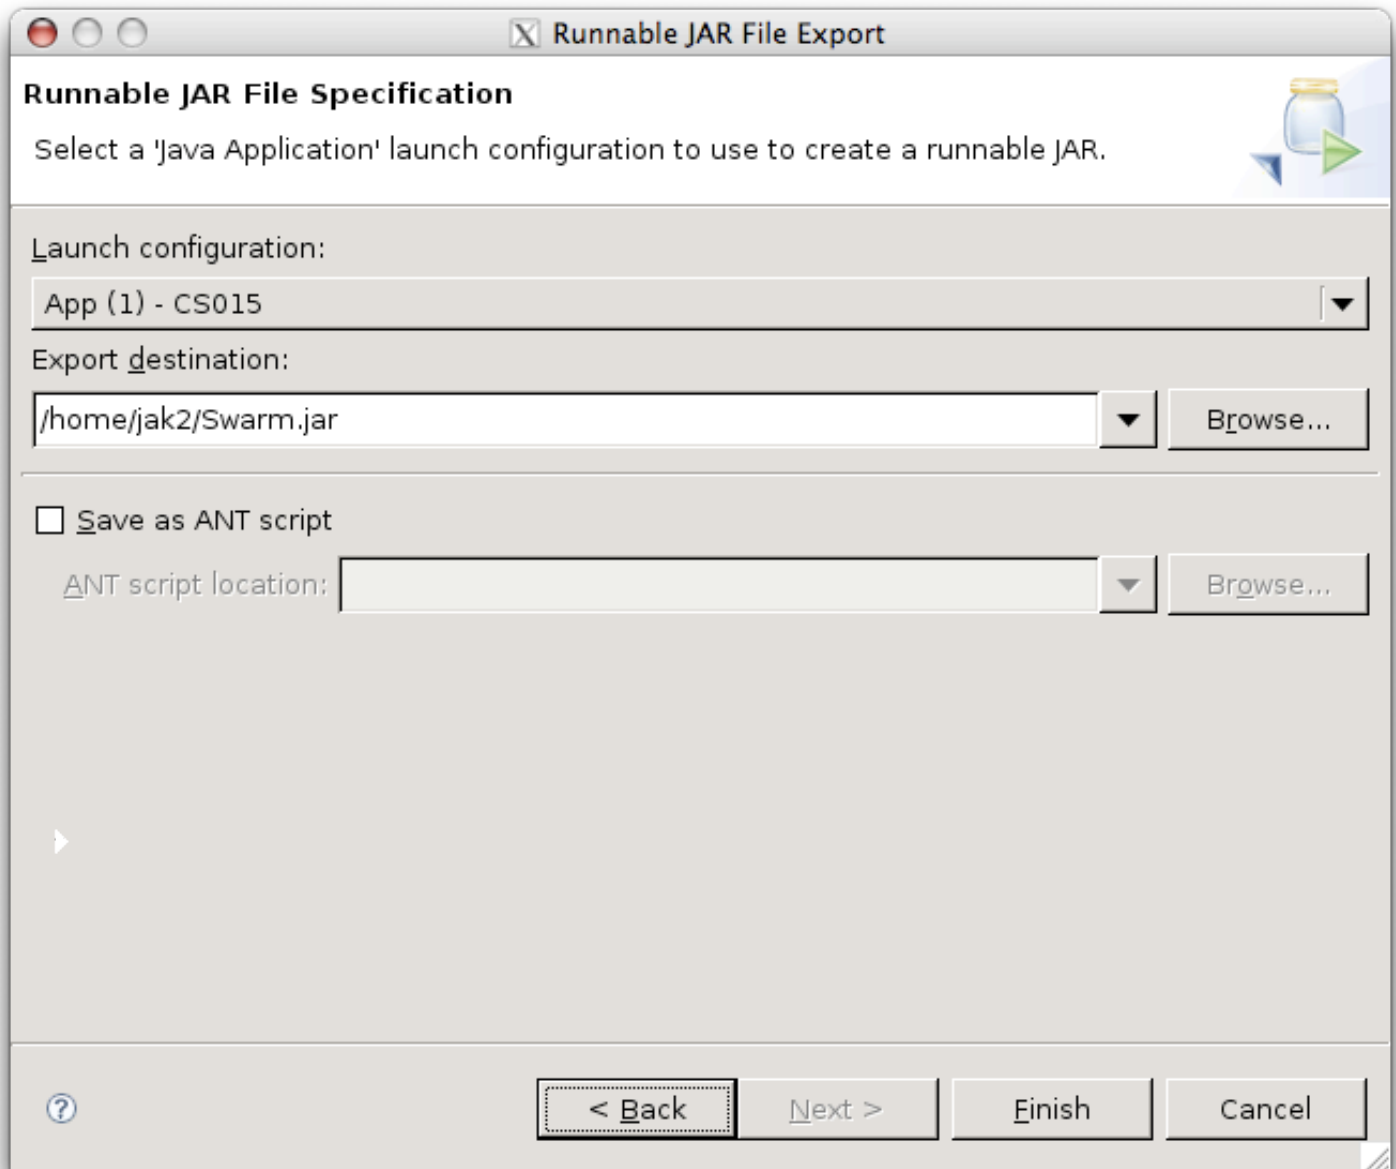 Runnable JAR File Export
Runnable JAR File Specification
Select a 'Java Application' launch configuration to use to create a runnable JAR.
Launch configuration:
App (1) - CS015
Export destination:
/home/jak2/Swarm.jar
Browse...
Save as ANT script
ANT script location:
Browse...
?
< Back
Next >
Finish
Cancel